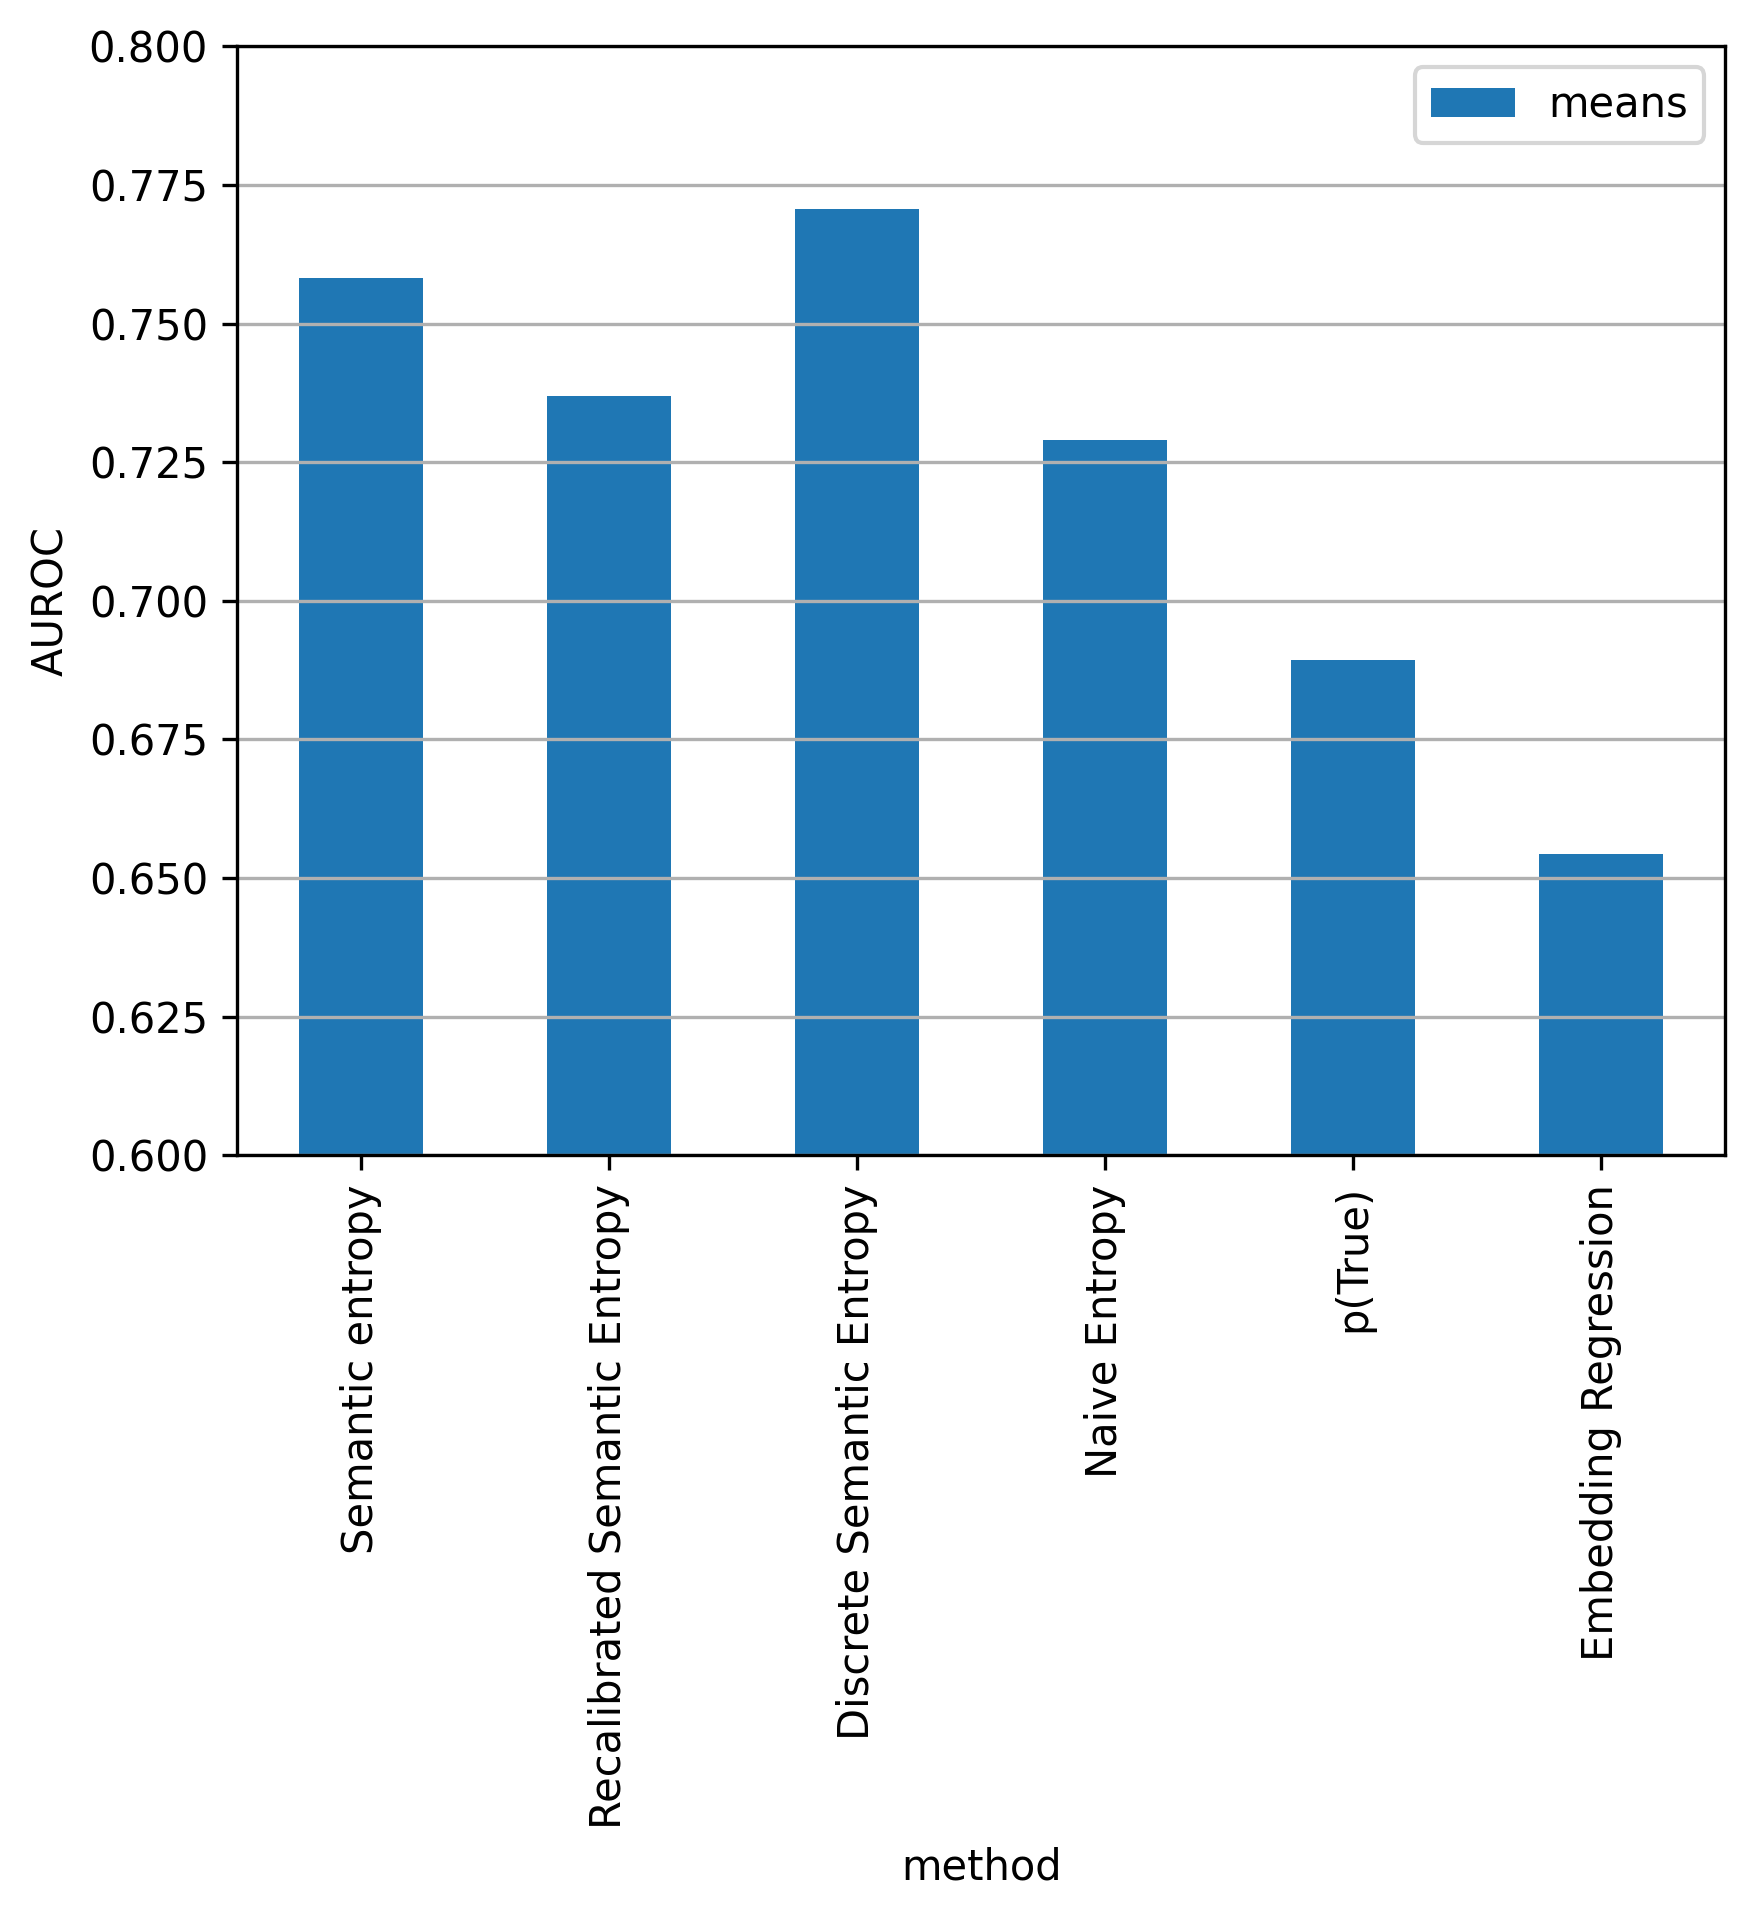 0.800
0.775
0.750
0.725
0.700
0.675
0.650
0.625
0.600
AUROC
means
Semantic entropy
Recalibrated Semantic Entropy
Discrete Semantic Entropy
Naive Entropy
p(True)
Embedding Regression
method